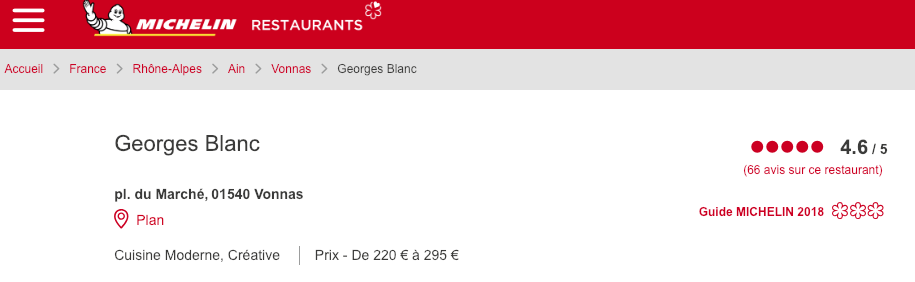 MICHELIN RESTAURANTS
Accueil > France > Rhône-Alpes > Ain > Vonnas > Georges Blanc
Georges Blanc
4.6 / 5
(66 avis sur ce restaurant)
pl. du Marché, 01540 Vonnas
Guide MICHELIN 2018
Plan
Cuisine Moderne, Créative | Prix - De 220 € à 295 €